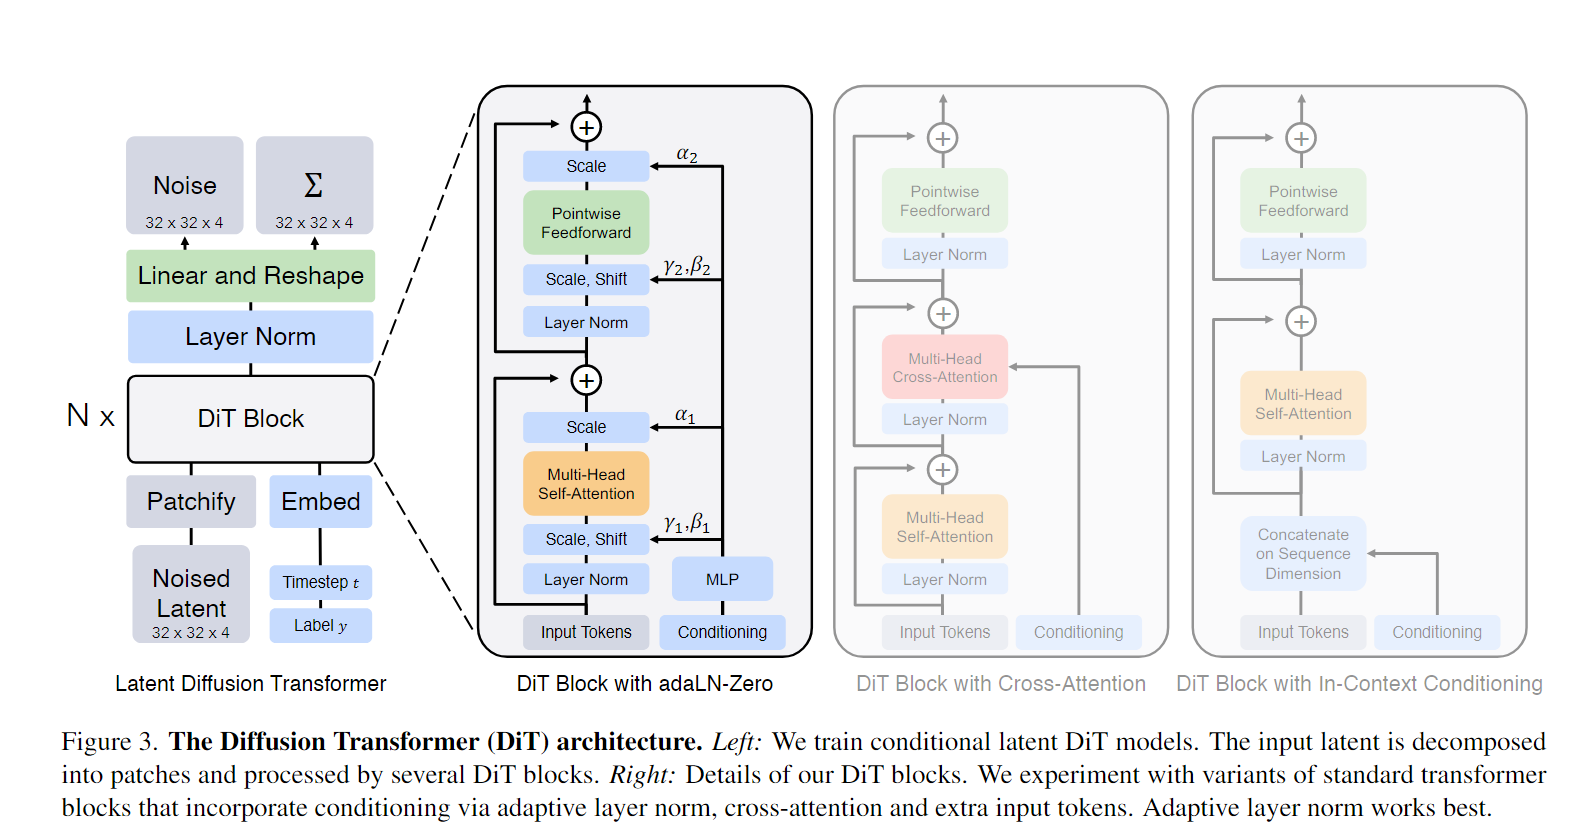 Noise
32 x 32 x 4
Σ
32 x 32 x 4
Linear and Reshape
Layer Norm
N x
DiT Block
Patchify
Embed
Noised
Latent
32 x 32 x 4
Timestep t
Label y
Latent Diffusion Transformer
Scale
α₂
Pointwise
Feedforward
γ₂,β₂
Scale, Shift
Layer Norm
Scale
α₁
Multi-Head
Self-Attention
γ₁,β₁
Scale, Shift
Layer Norm
MLP
Input Tokens
Conditioning
DiT Block with adaLN-Zero
Pointwise
Feedforward
Layer Norm
Multi-Head
Cross-Attention
Layer Norm
Multi-Head
Self-Attention
Layer Norm
Input Tokens
Conditioning
DiT Block with Cross-Attention
Pointwise
Feedforward
Layer Norm
Multi-Head
Self-Attention
Layer Norm
Concatenate
on Sequence
Dimension
Input Tokens
Conditioning
DiT Block with In-Context Conditioning
Figure 3. The Diffusion Transformer (DiT) architecture. Left: We train conditional latent DiT models. The input latent is decomposed
into patches and processed by several DiT blocks. Right: Details of our DiT blocks. We experiment with variants of standard transformer
blocks that incorporate conditioning via adaptive layer norm, cross-attention and extra input tokens. Adaptive layer norm works best.